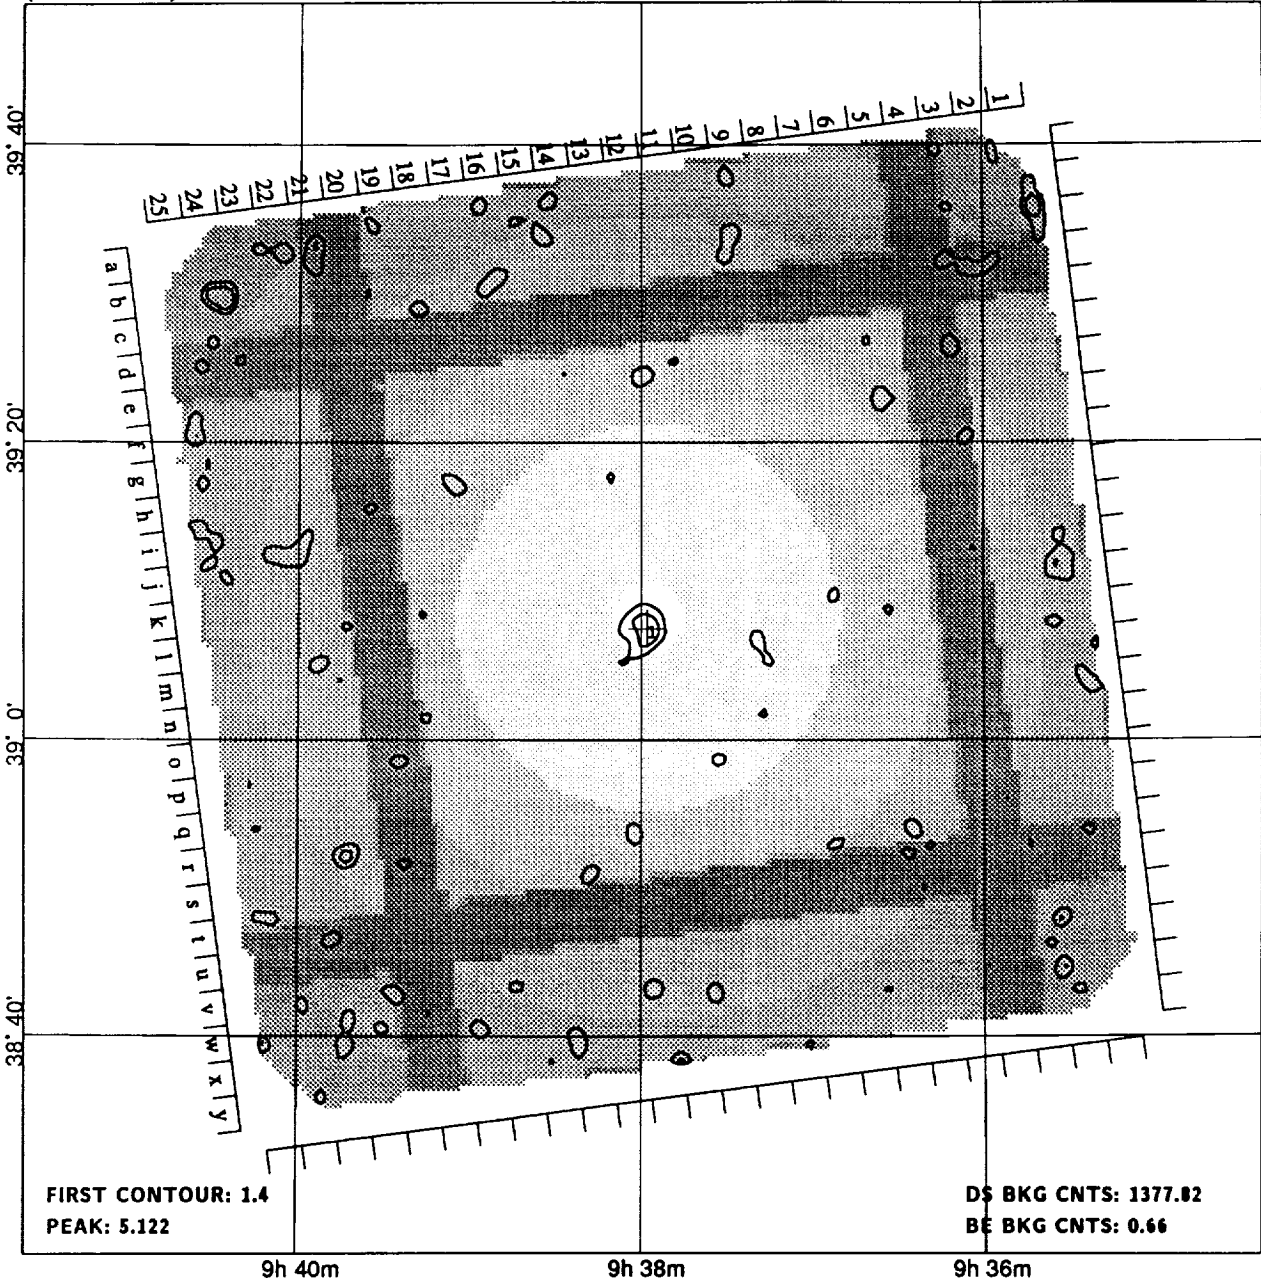 1 2 3 4 5 6 7 8 9 10 11 12 13 14 15 16 17 18 19 20 21 22 23 24 25
a b c d e f g h i j k l m n o p q r s t u v w x y
39° 40'
39° 20'
39° 0'
38° 40'
FIRST CONTOUR: 1.4
PEAK: 5.122
DS BKG CNTS: 1377.82
BE BKG CNTS: 0.66
9h 40m
9h 38m
9h 36m